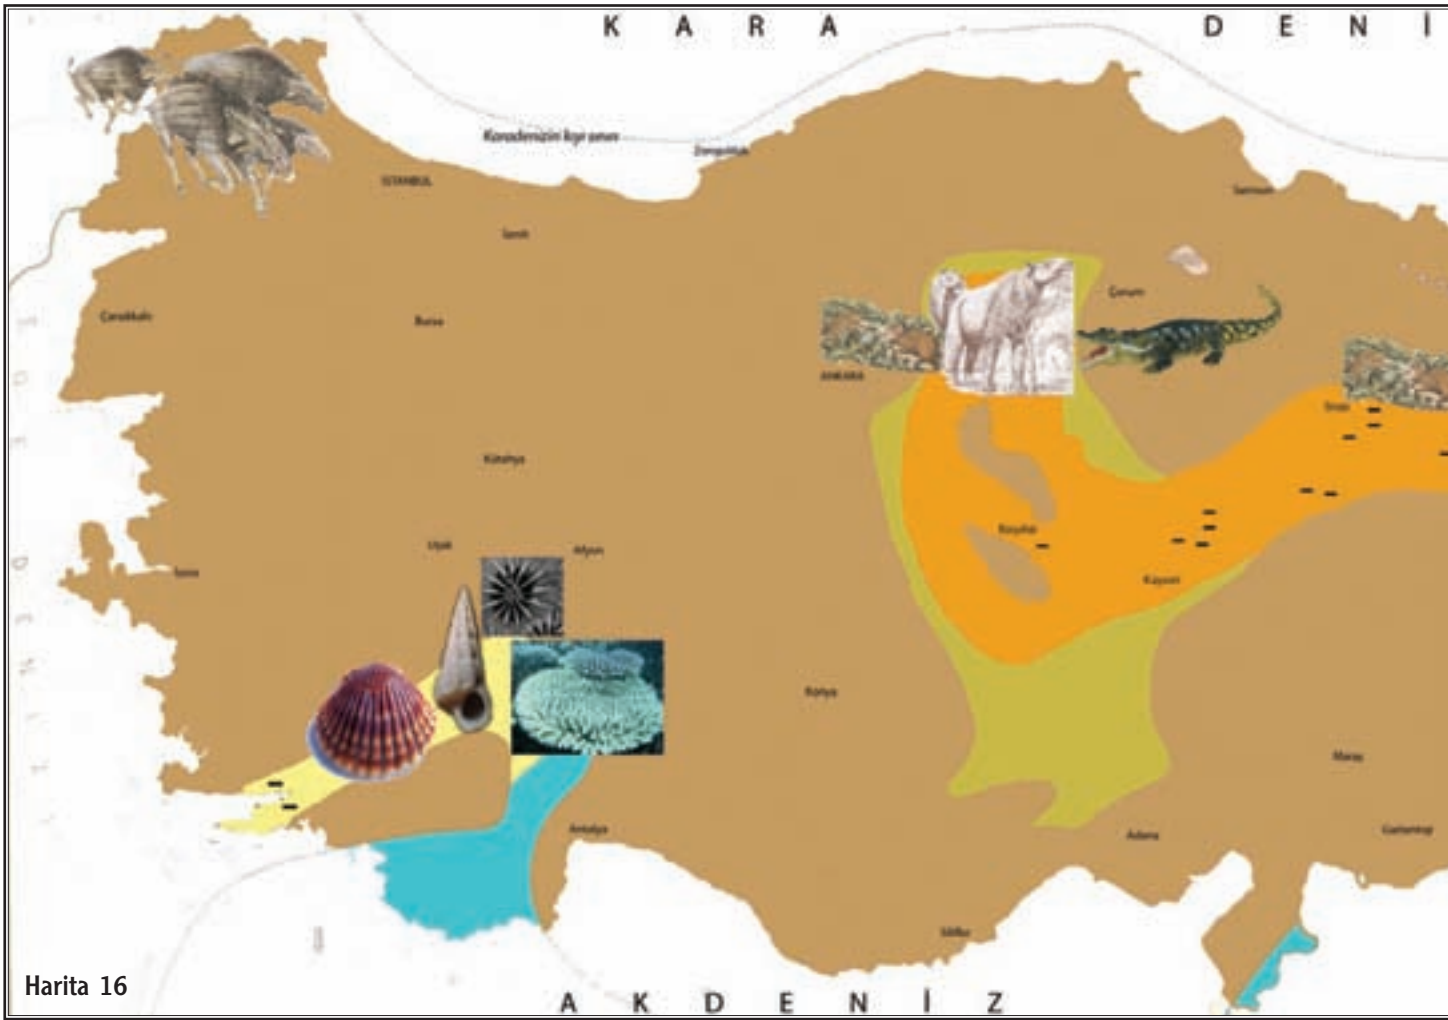 K A R A D E N İ
Karadenizin kıyı sınırı
Zonguldak
İSTANBUL
Samsun
İzmit
Çanakkale
Bursa
Çorum
ANKARA
Sivas
Kütahya
Kırşehir
Uşak
Afyon
İzmir
Kayseri
Konya
Maraş
Antalya
Adana
Gaziantep
Silifke
Harita 16
A K D E N İ Z